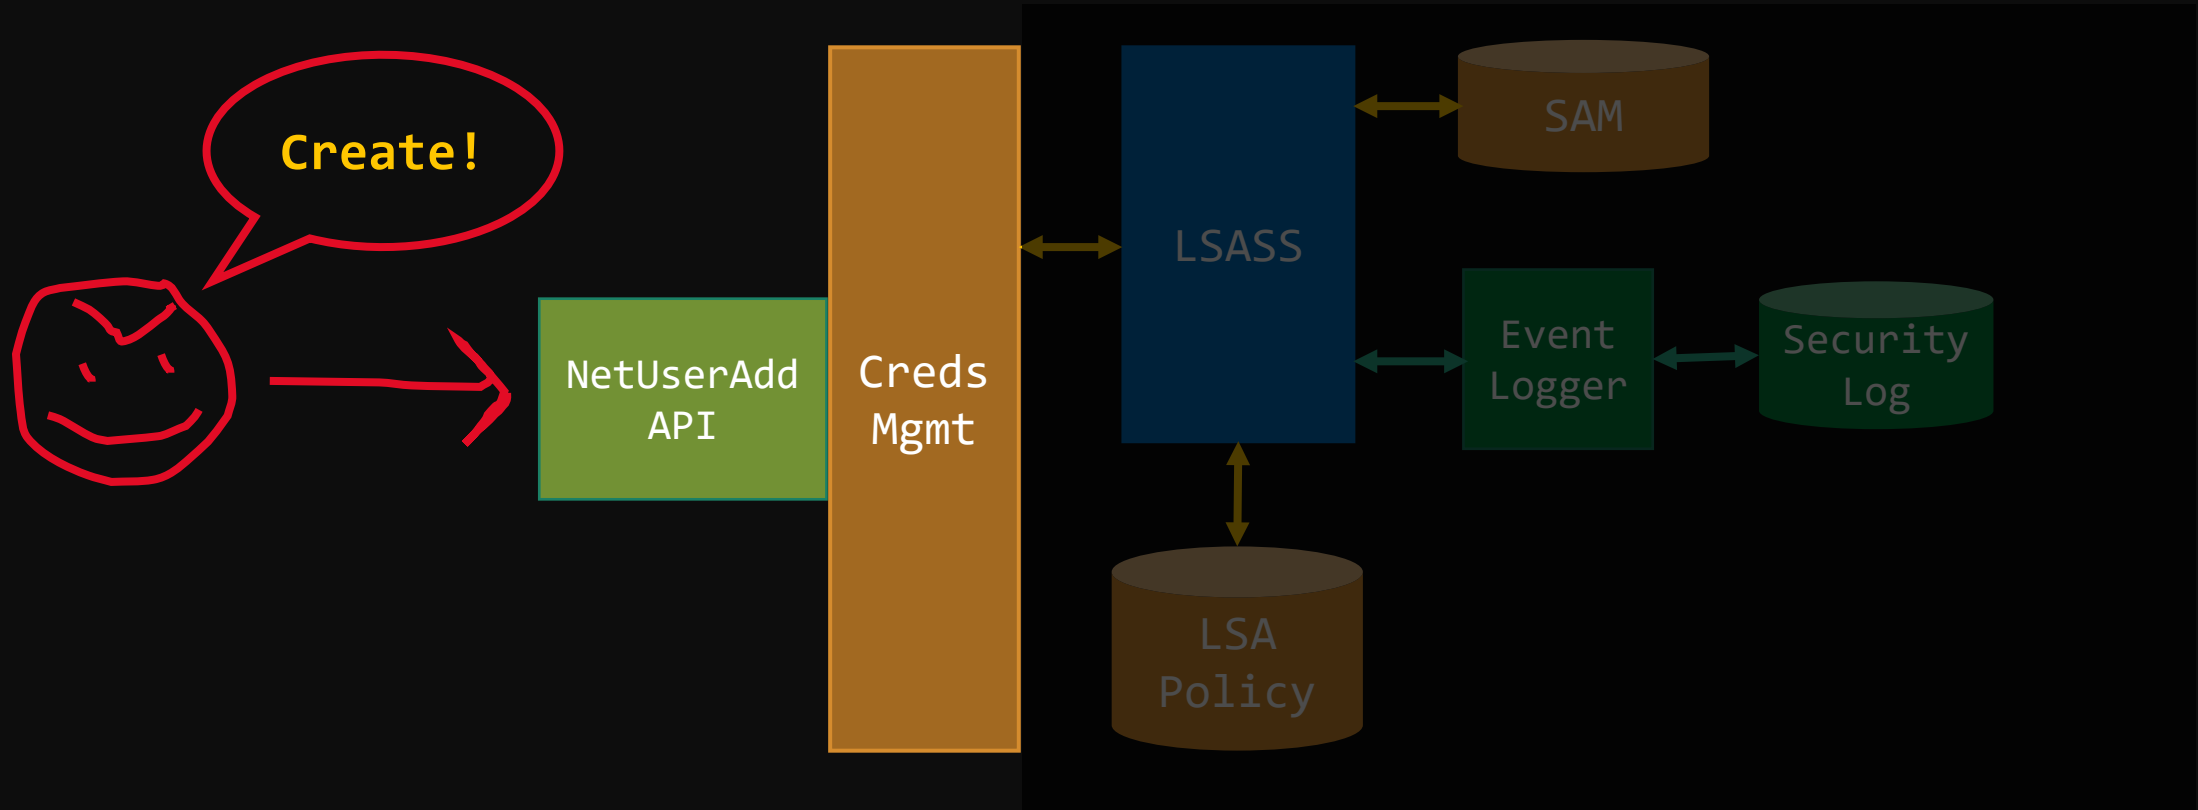 Create!
NetUserAdd
API
Creds
Mgmt
LSASS
SAM
Event
Logger
Security
Log
LSA
Policy